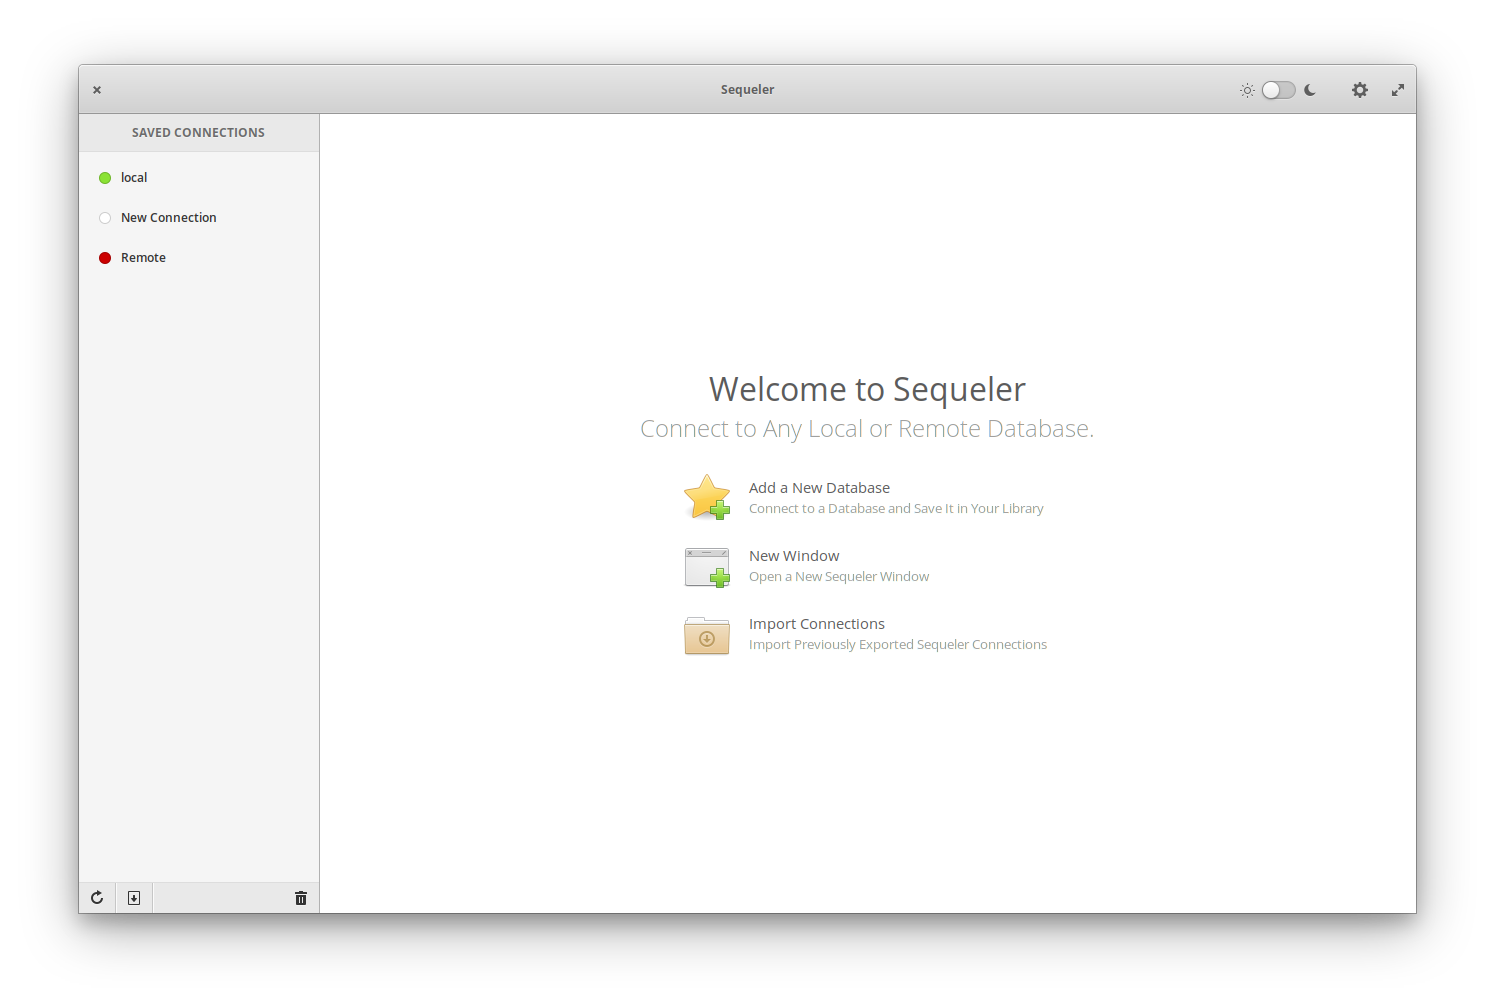 Sequeler
SAVED CONNECTIONS
local
New Connection
Remote
Welcome to Sequeler
Connect to Any Local or Remote Database.
Add a New Database
Connect to a Database and Save It in Your Library
New Window
Open a New Sequeler Window
Import Connections
Import Previously Exported Sequeler Connections